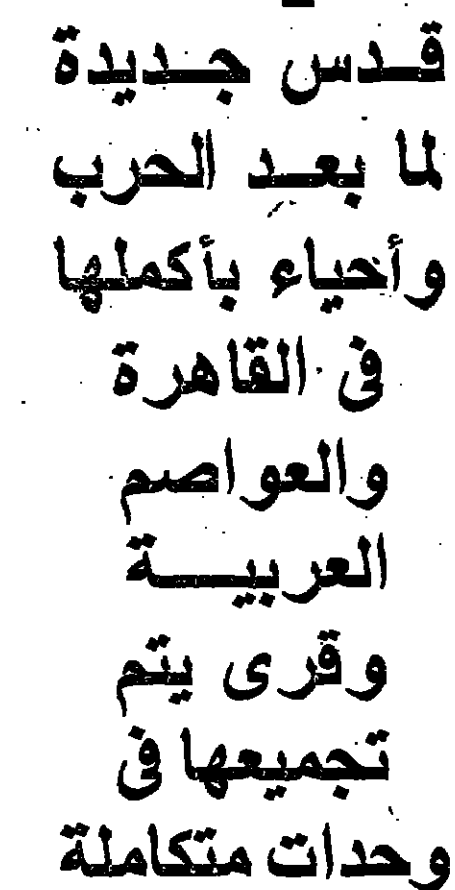 قدس جديدة
لما بعد الحرب
وأحياء بأكملها
فى القاهرة
والعواصم
العربية
وقرى يتم
تجميعها فى
وحدات متكاملة